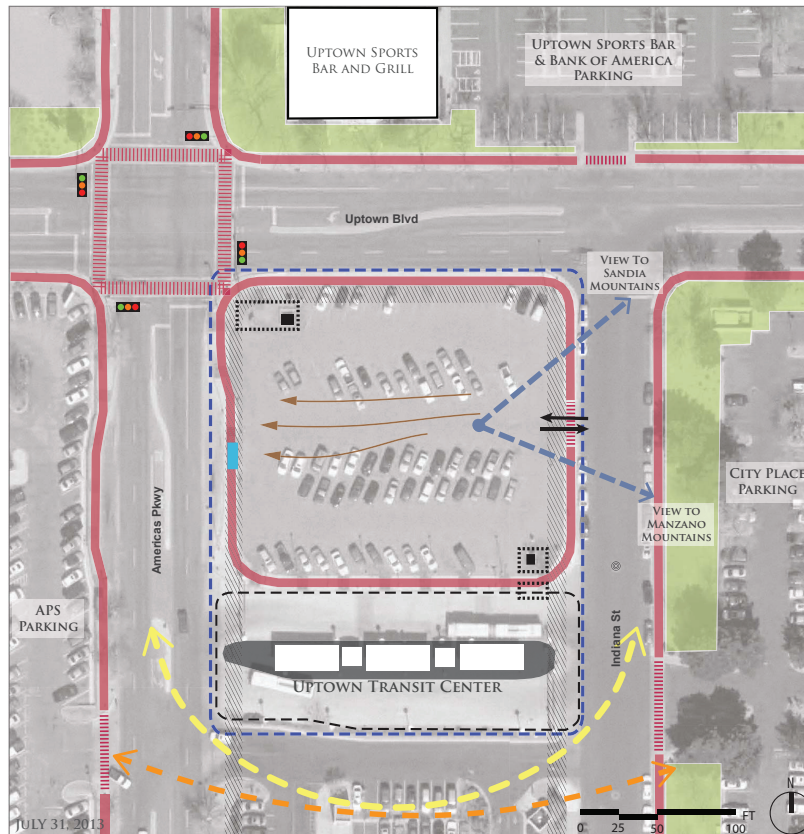 UPTOWN SPORTS
BAR AND GRILL
UPTOWN SPORTS BAR
& BANK OF AMERICA
PARKING
Uptown Blvd
VIEW TO
SANDIA
MOUNTAINS
CITY PLACE
PARKING
VIEW TO
MANZANO
MOUNTAINS
Americas Pkwy
Indiana St
APS
PARKING
UPTOWN TRANSIT CENTER
N
FT
0 25 50 100
JULY 31, 2013